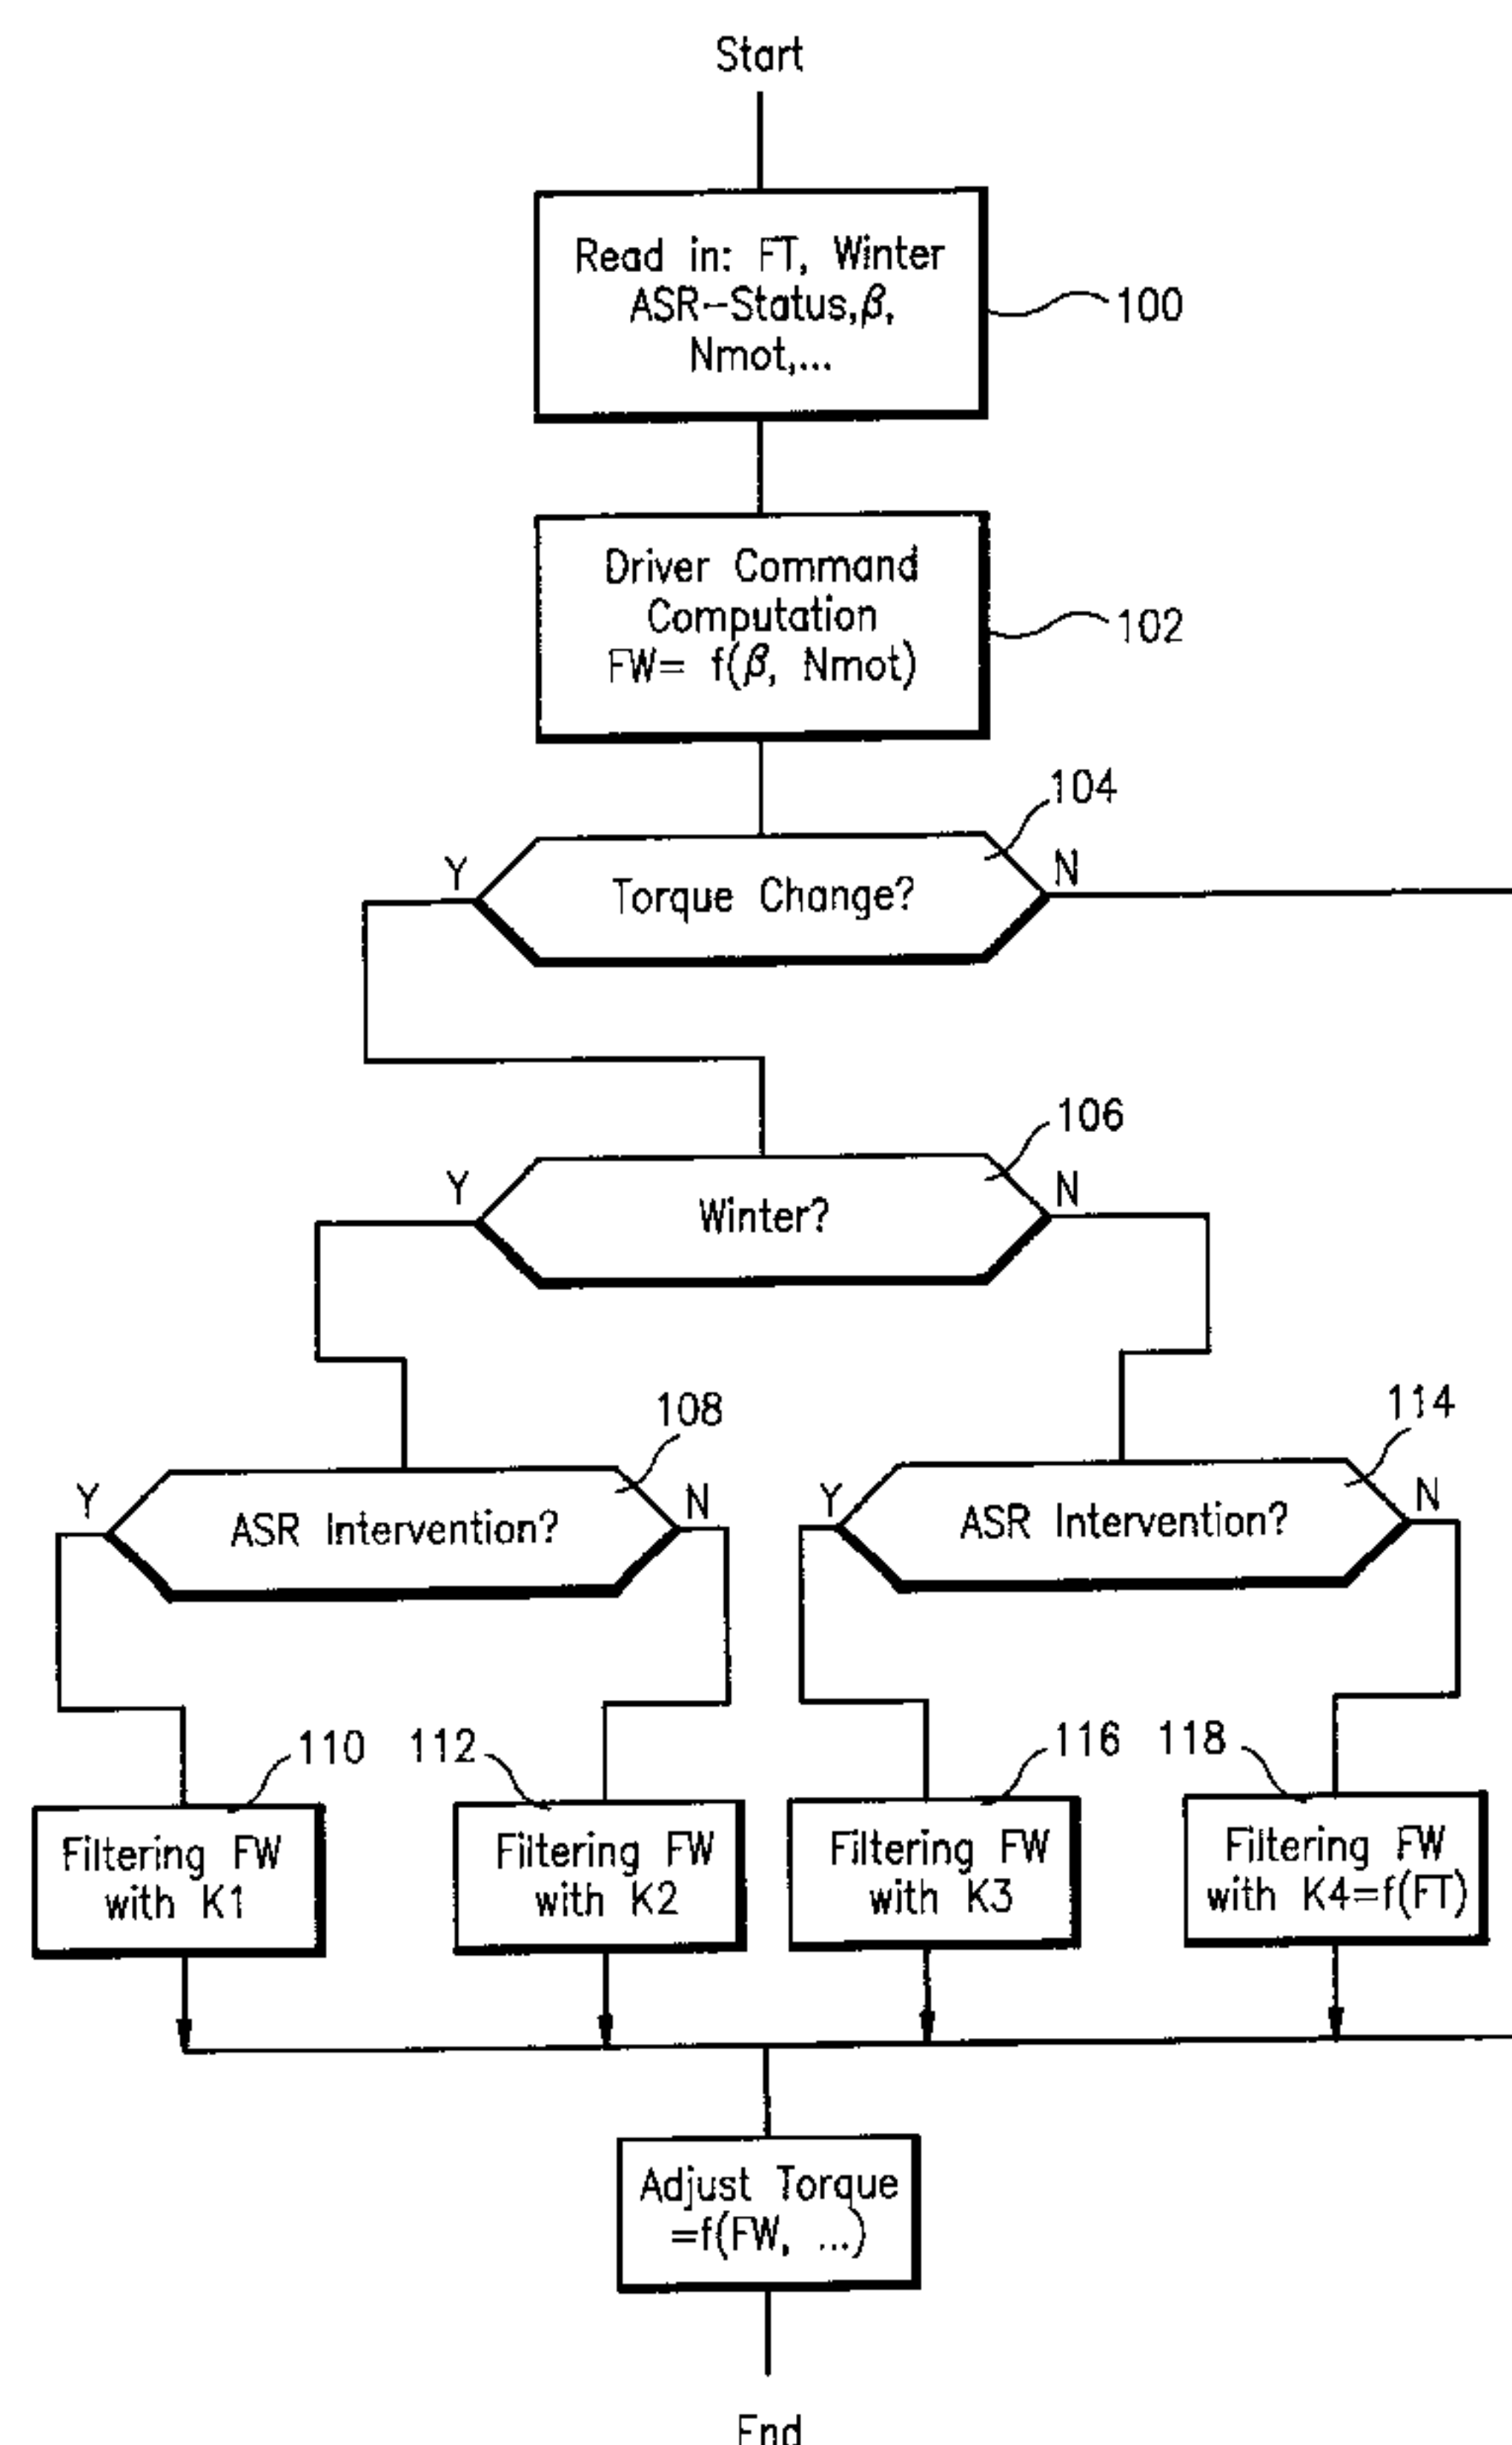 Start
Read in: FT, Winter
ASR-Status,β,
Nmot,...
100
Driver Command
Computation
FW= f(β, Nmot)
102
104
Y
Torque Change?
N
106
Y
Winter?
N
108
Y
ASR Intervention?
N
114
Y
ASR Intervention?
N
110
Filtering FW
with K1
112
Filtering FW
with K2
116
Filtering FW
with K3
118
Filtering FW
with K4=f(FT)
Adjust Torque
=f(FW, ...)
End